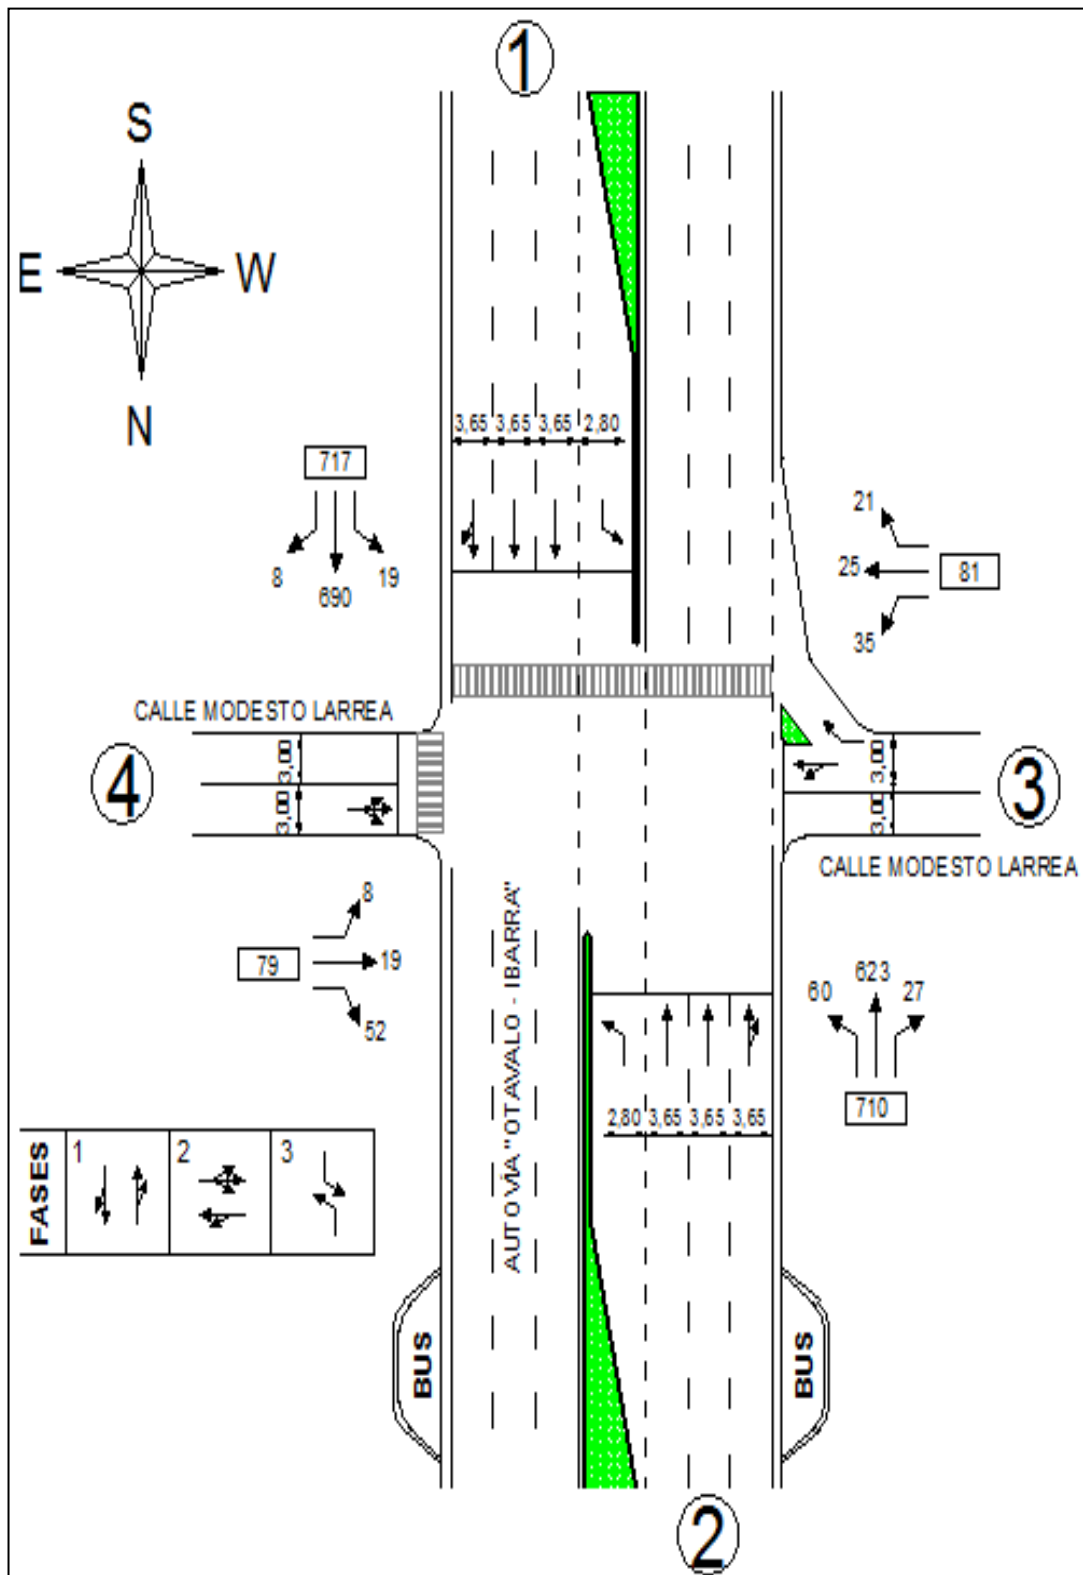 1
S
E W
N
3,65 3,65 3,65 2,80
717
8 690 19
21
25 81
35
CALLE MODESTO LARREA
4
3,00
3,00
3,00
3,00
3
CALLE MODESTO LARREA
8
79 19
52
AUTOVÍA "OTAVALO - IBARRA"
60 623 27
710
2,80 3,65 3,65 3,65
FASES 1 2 3
BUS
BUS
2